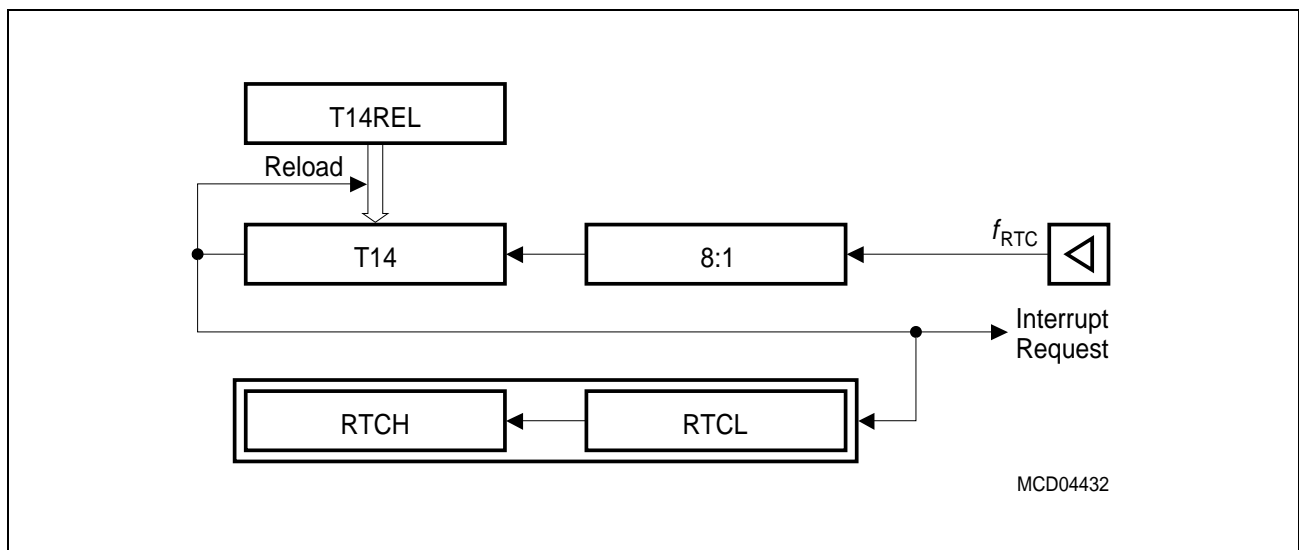 T14REL
Reload
T14
8:1
fRTC
Interrupt
Request
RTCH
RTCL
MCD04432